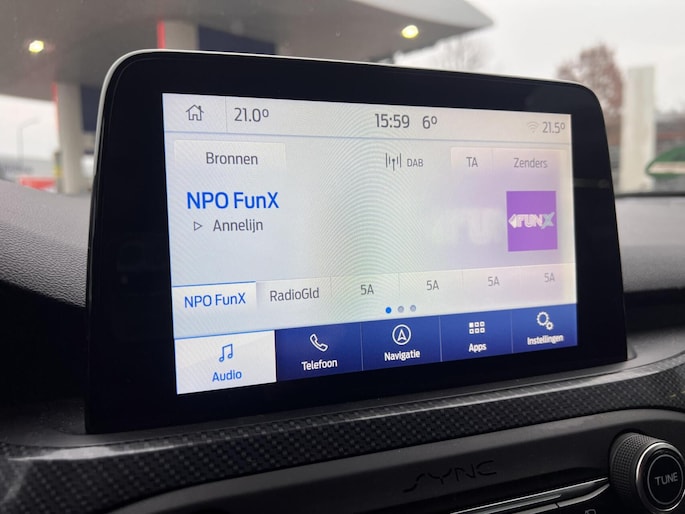 21.0° 15:59 6° 21.5°
Bronnen DAB TA Zenders
NPO FunX
Annelijn
FUNX
NPO FunX RadioGld 5A 5A 5A 5A
Audio Telefoon Navigatie Apps Instellingen
SYNC
TUNE